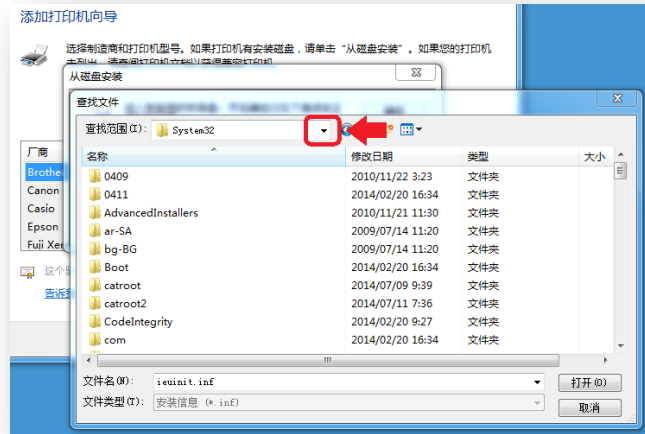 添加打印机向导
选择制造商和打印机型号。如果打印机有安装磁盘，请单击“从磁盘安装”。如果您的打印机
从磁盘安装
查找文件
查找范围(I): System32
厂商
Brother
Canon
Casio
Epson
Fuji Xer
名称 修改日期 类型 大小
0409 2010/11/22 3:23 文件夹
0411 2014/02/20 16:34 文件夹
AdvancedInstallers 2010/11/21 11:30 文件夹
ar-SA 2009/07/14 11:20 文件夹
bg-BG 2009/07/14 11:20 文件夹
Boot 2014/02/20 16:34 文件夹
catroot 2014/07/09 9:39 文件夹
catroot2 2014/07/11 7:36 文件夹
CodeIntegrity 2014/02/20 9:27 文件夹
com 2014/02/20 16:34 文件夹
这个
告诉我
文件名(N): ieuinit.inf 打开(O)
文件类型(T): 安装信息 (*.inf) 取消